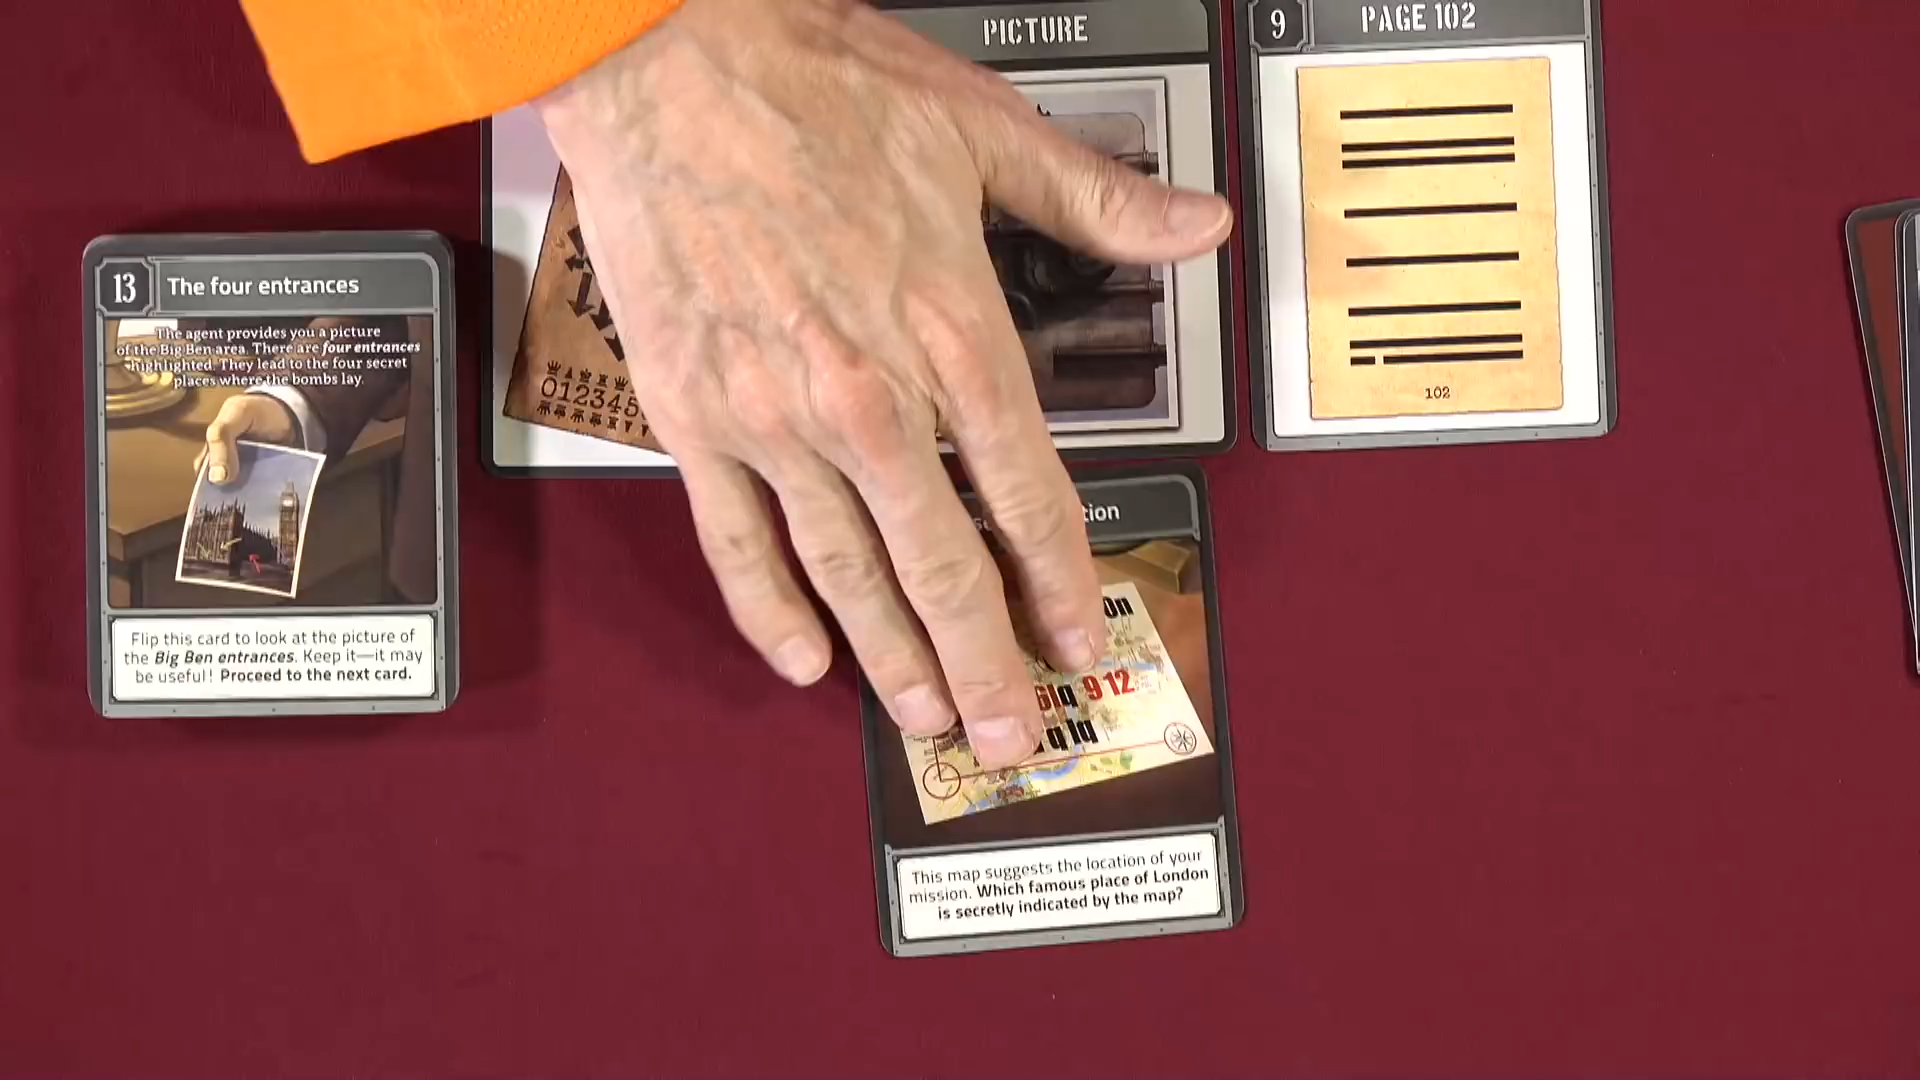 PICTURE
9 PAGE 102
102
012345
13 The four entrances
The agent provides you a picture
of the Big Ben area. There are four entrances
highlighted. They lead to the four secret
places where the bombs lay.
Flip this card to look at the picture of
the Big Ben entrances. Keep it—it may
be useful! Proceed to the next card.
9 12
This map suggests the location of your
mission. Which famous place of London
is secretly indicated by the map?